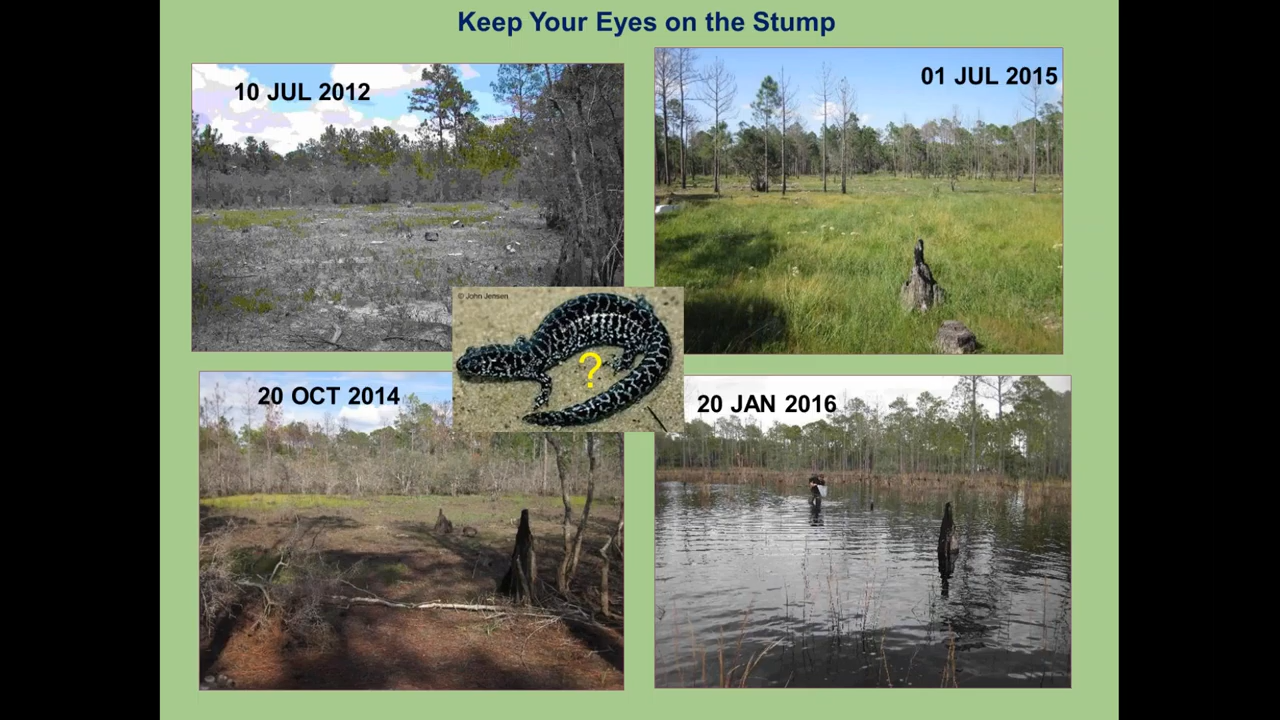 Keep Your Eyes on the Stump
10 JUL 2012
01 JUL 2015
© John Jensen
?
20 OCT 2014
20 JAN 2016